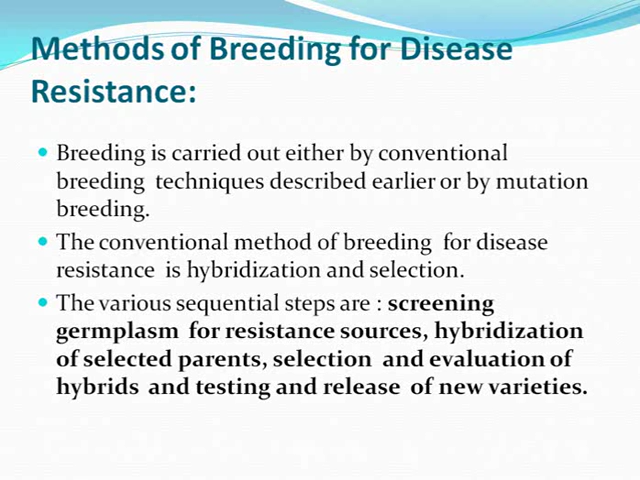 Methods of Breeding for Disease
Resistance:
• Breeding is carried out either by conventional
breeding techniques described earlier or by mutation
breeding.
• The conventional method of breeding for disease
resistance is hybridization and selection.
• The various sequential steps are : screening
germplasm for resistance sources, hybridization
of selected parents, selection and evaluation of
hybrids and testing and release of new varieties.